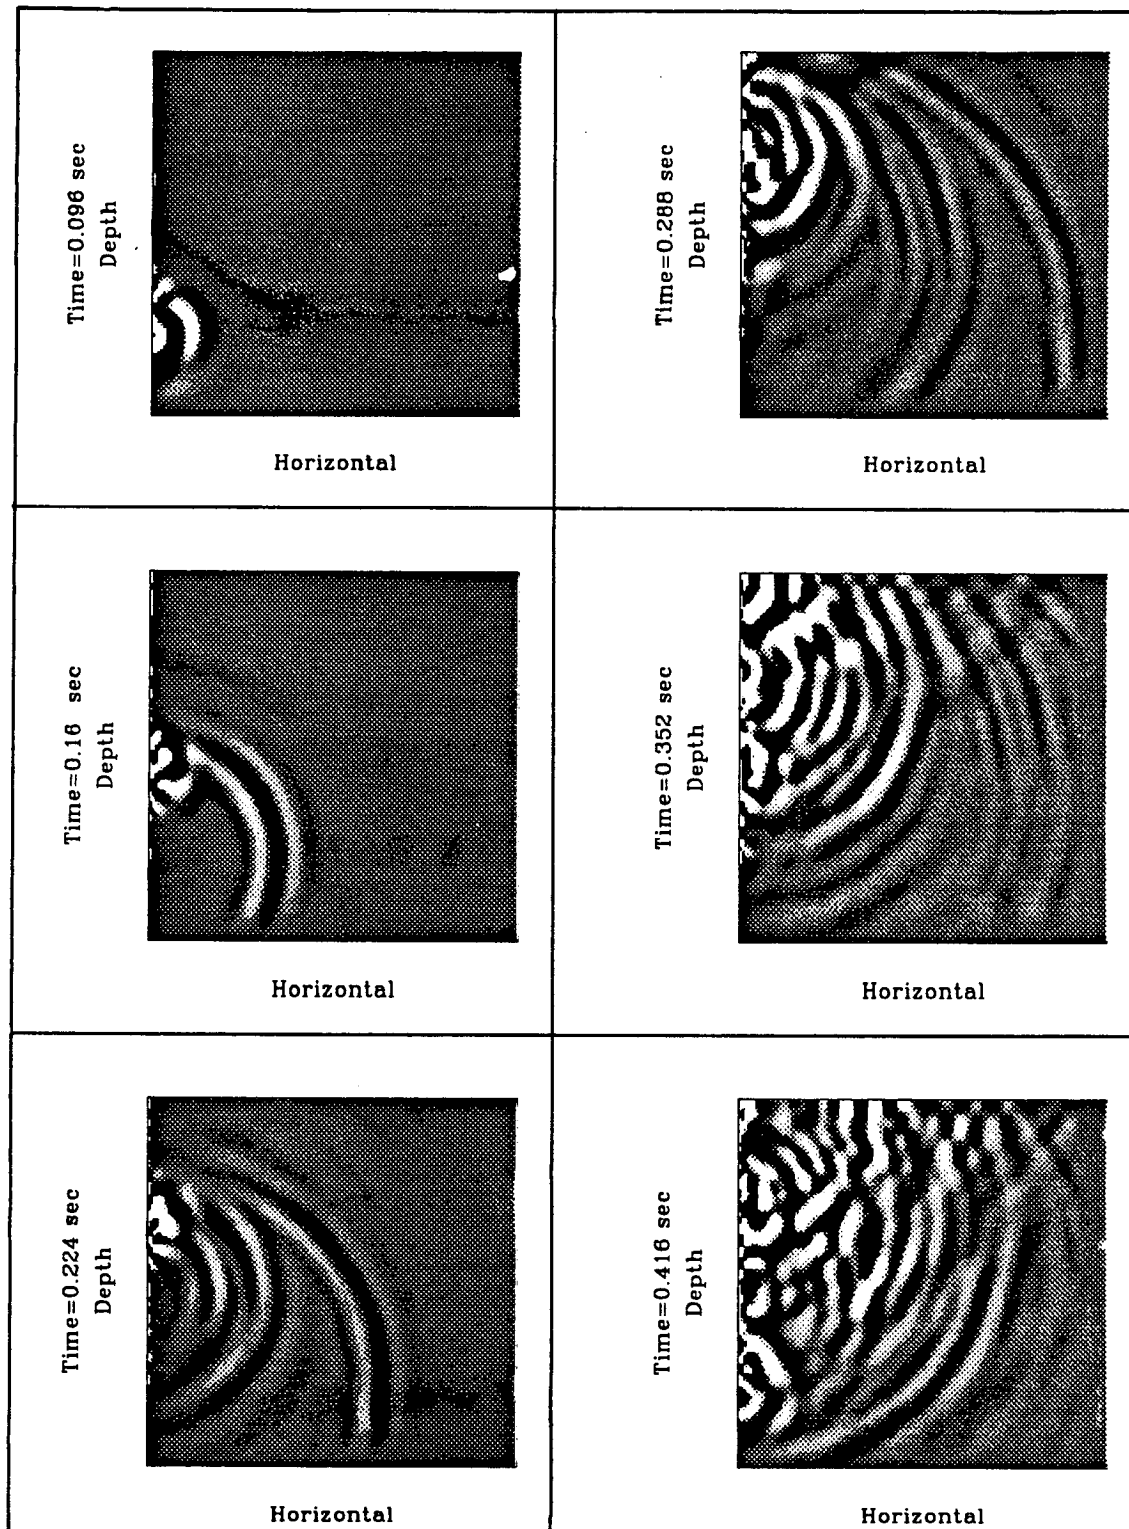 Time=0.096 sec
Depth
Horizontal
Time=0.288 sec
Depth
Horizontal
Time=0.16 sec
Depth
Horizontal
Time=0.352 sec
Depth
Horizontal
Time=0.224 sec
Depth
Horizontal
Time=0.416 sec
Depth
Horizontal